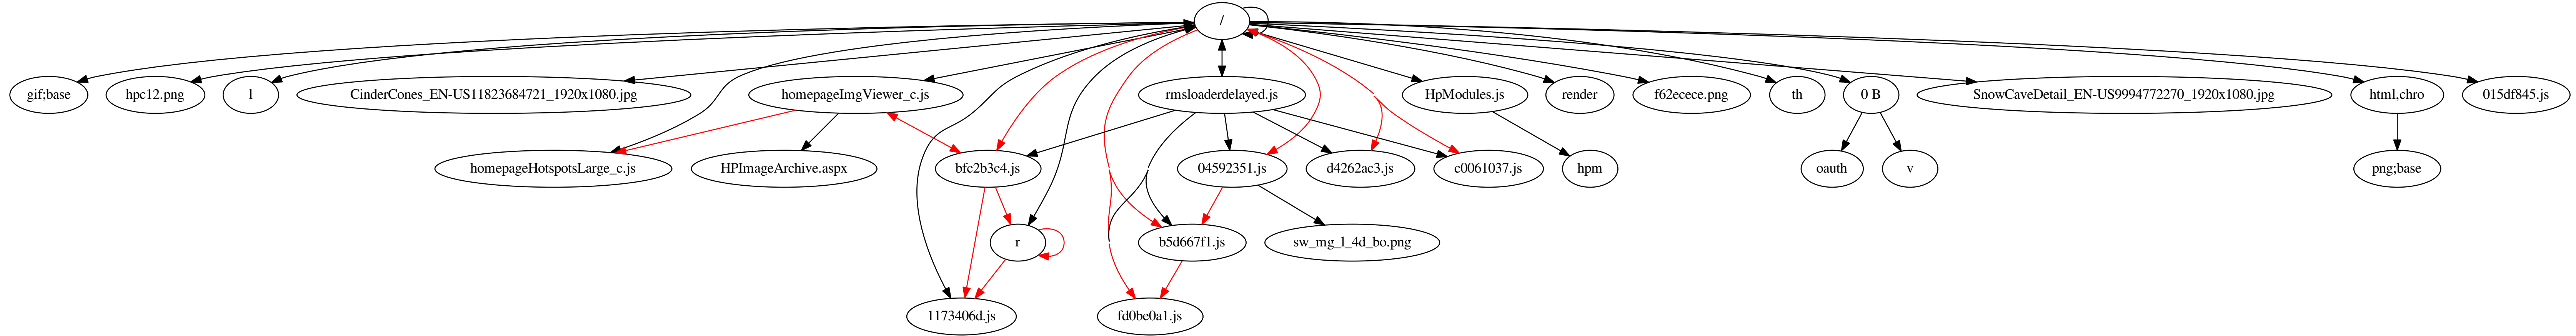 /
gif;base
hpc12.png
l
CinderCones_EN-US11823684721_1920x1080.jpg
homepageImgViewer_c.js
rmsloaderdelayed.js
HpModules.js
render
f62ecece.png
th
0 B
SnowCaveDetail_EN-US9994772270_1920x1080.jpg
html,chro
015df845.js
homepageHotspotsLarge_c.js
HPImageArchive.aspx
bfc2b3c4.js
04592351.js
d4262ac3.js
c0061037.js
hpm
oauth
v
png;base
r
b5d667f1.js
sw_mg_l_4d_bo.png
1173406d.js
fd0be0a1.js